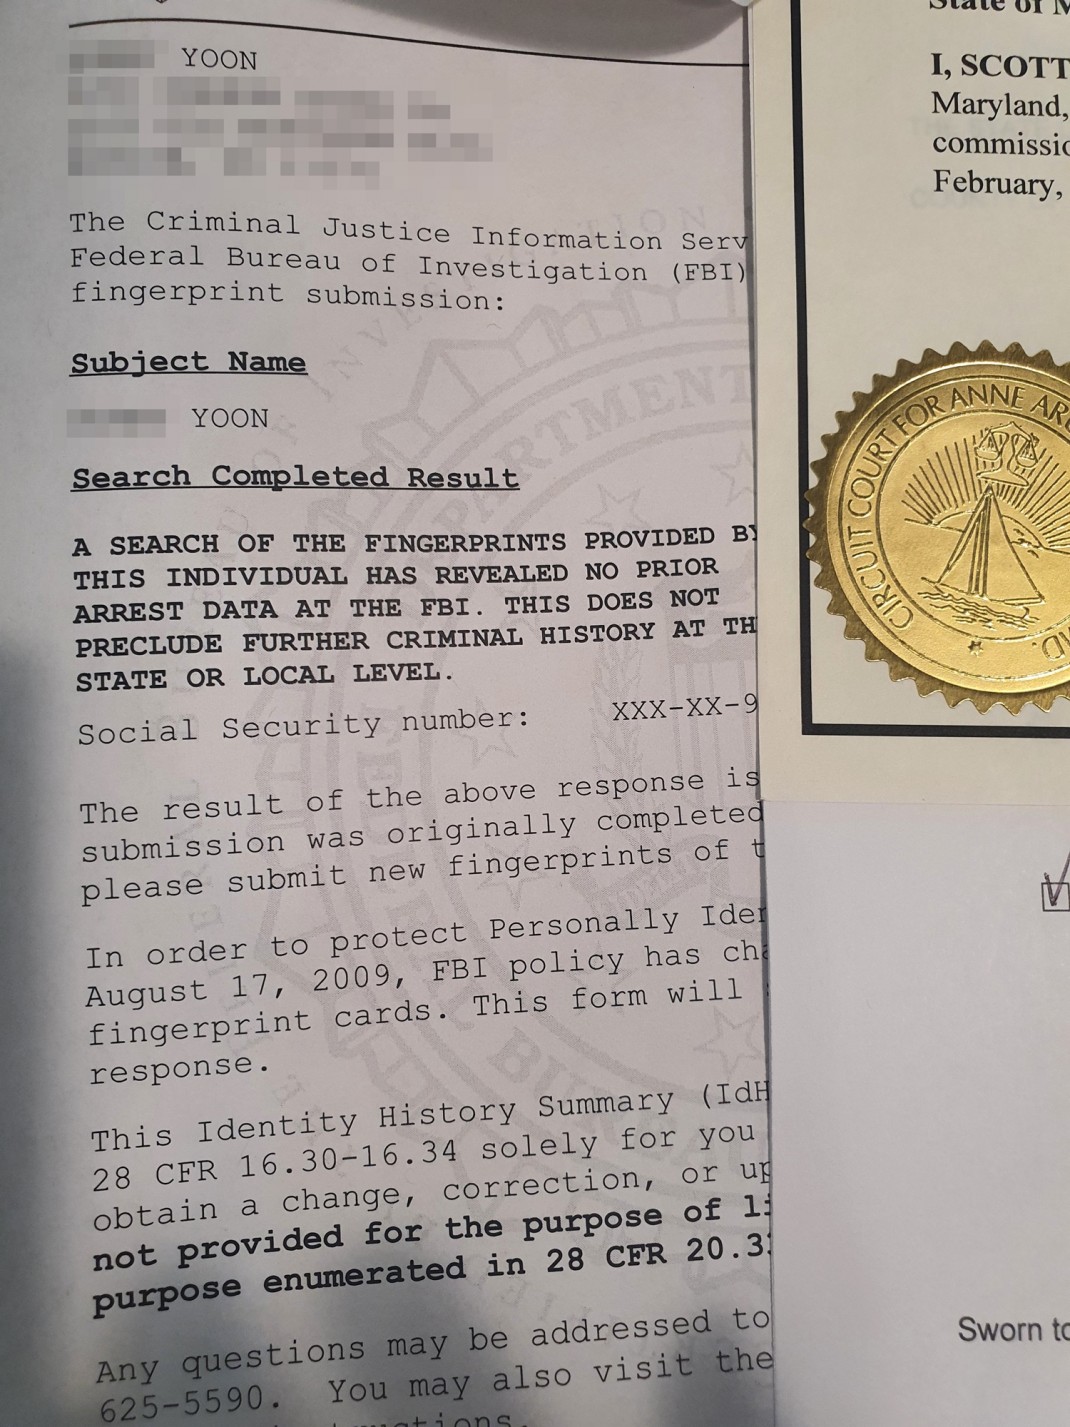 YOON
The Criminal Justice Information Serv
Federal Bureau of Investigation (FBI)
fingerprint submission:
Subject Name
YOON
Search Completed Result
A SEARCH OF THE FINGERPRINTS PROVIDED BY
THIS INDIVIDUAL HAS REVEALED NO PRIOR
ARREST DATA AT THE FBI. THIS DOES NOT
PRECLUDE FURTHER CRIMINAL HISTORY AT TH
STATE OR LOCAL LEVEL.
Social Security number: XXX-XX-9
The result of the above response is
submission was originally completed
please submit new fingerprints of t
In order to protect Personally Iden
August 17, 2009, FBI policy has cha
fingerprint cards. This form will
response.
This Identity History Summary (IdH
28 CFR 16.30-16.34 solely for you
obtain a change, correction, or up
not provided for the purpose of li
purpose enumerated in 28 CFR 20.3
Any questions may be addressed to
625-5590. You may also visit the
State of M
I, SCOTT
Maryland,
commissio
February,
CIRCUIT COURT FOR ANNE AR
Sworn to